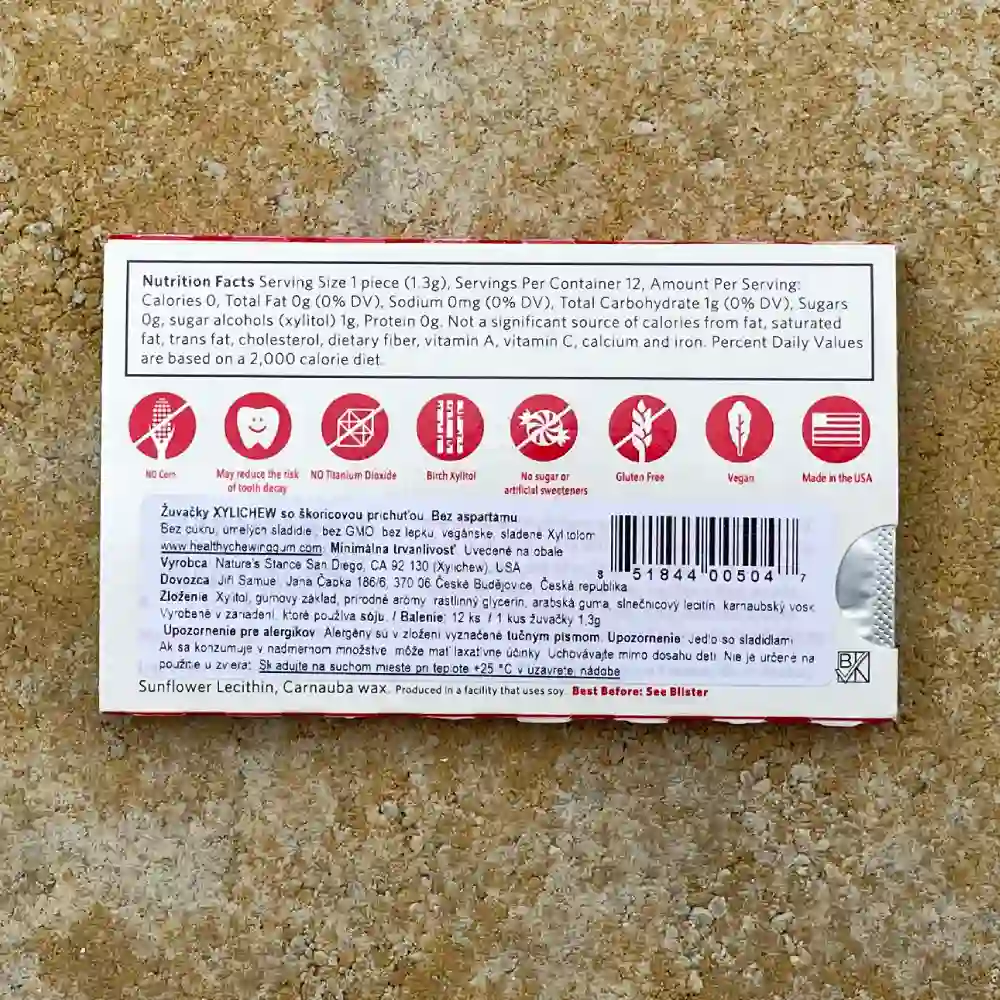 Nutrition Facts Serving Size 1 piece (1.3g), Servings Per Container 12, Amount Per Serving:
Calories 0, Total Fat 0g (0% DV), Sodium 0mg (0% DV), Total Carbohydrate 1g (0% DV), Sugars
0g, sugar alcohols (xylitol) 1g, Protein 0g. Not a significant source of calories from fat, saturated
fat, trans fat, cholesterol, dietary fiber, vitamin A, vitamin C, calcium and iron. Percent Daily Values
are based on a 2,000 calorie diet.
NO Corn
May reduce the risk
of tooth decay
NO Titanium Dioxide
Birch Xylitol
No sugar or
artificial sweeteners
Gluten Free
Vegan
Made in the USA
Žuvačky XYLICHEW so škoricovou príchuťou. Bez aspartamu.
Bez cukru, umelých sladidiel, bez GMO, bez lepku, vegánske, sladené Xylitolom
www.healthychewinggum.com Minimálna trvanlivosť: Uvedené na obale
Výrobca: Nature's Stance San Diego, CA 92 130 (Xylichew), USA
Dovozca: Jiří Samuel, Jana Čapka 186/6, 370 06 České Budějovice, Česká republika
Zloženie: Xylitol, gumový základ, prírodné arómy, rastlinný glycerín, arabská guma, slnečnicový lecitín, karnaubský vosk
Vyrobené v zariadení, ktoré používa sóju. / Balenie: 12 ks / 1 kus žuvačky 1,3g
Upozornenie pre alergikov: Alergény sú v zložení vyznačené tučným písmom. Upozornenie: Jedlo so sladidlami
Ak sa konzumuje v nadmernom množstve, môže mať laxatívne účinky. Uchovávajte mimo dosahu detí. Nie je určené na
použitie u zvierat. Skladujte na suchom mieste pri teplote +25 °C v uzavretej nádobe
8 51844 00504 7
Sunflower Lecithin, Carnauba wax. Produced in a facility that uses soy. Best Before: See Blister